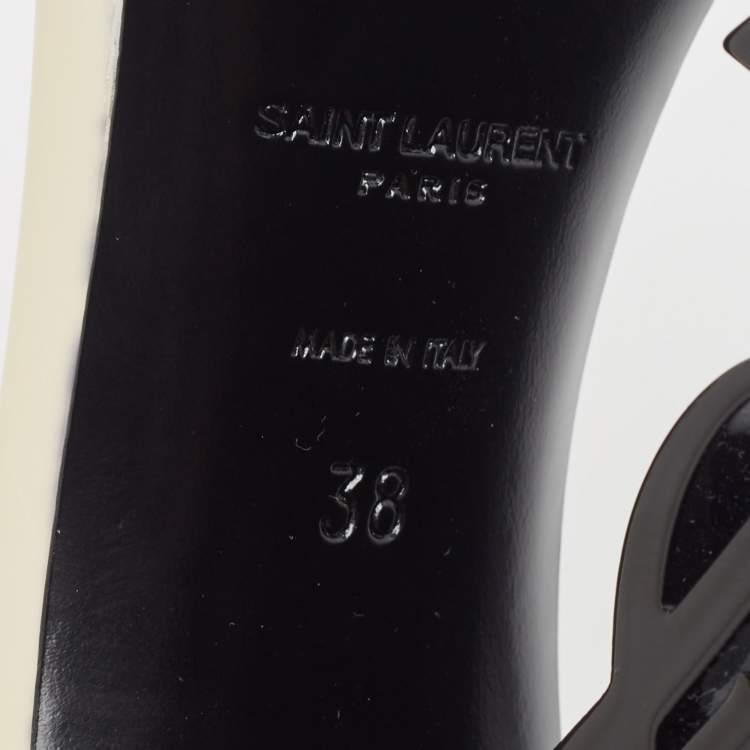 SAINT LAURENT
PARIS
MADE IN ITALY
38